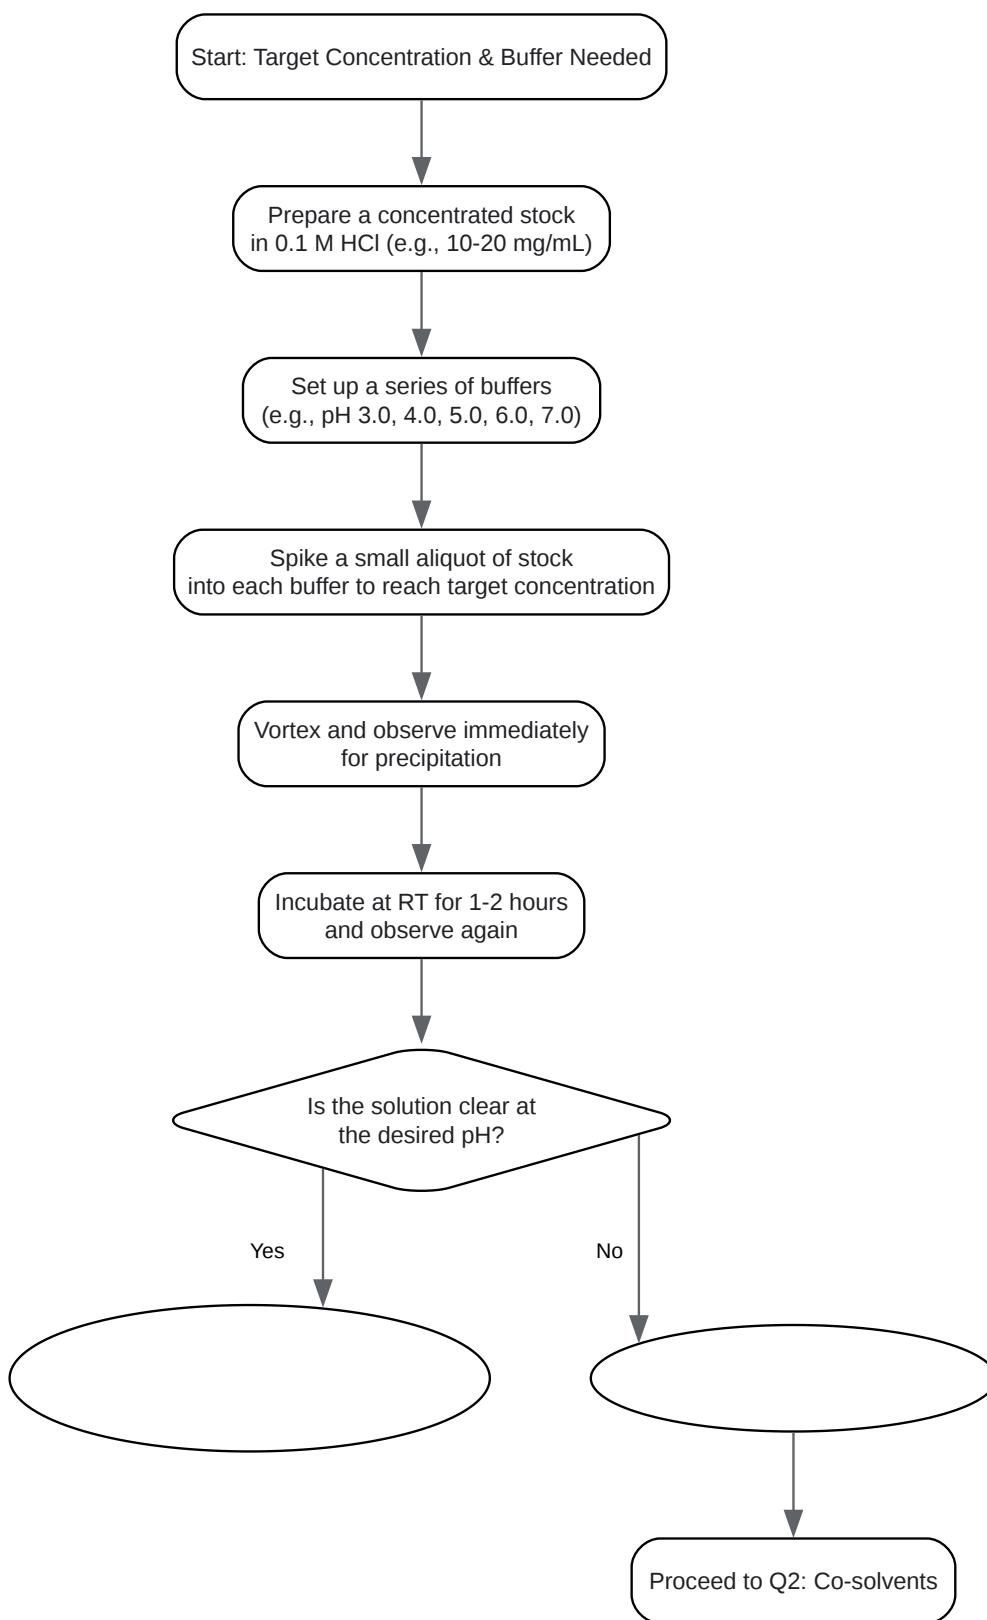 Start: Target Concentration & Buffer Needed
Prepare a concentrated stock
in 0.1 M HCl (e.g., 10-20 mg/mL)
Set up a series of buffers
(e.g., pH 3.0, 4.0, 5.0, 6.0, 7.0)
Spike a small aliquot of stock
into each buffer to reach target concentration
Vortex and observe immediately
for precipitation
Incubate at RT for 1-2 hours
and observe again
Is the solution clear at
the desired pH?
Yes
No
Proceed to Q2: Co-solvents